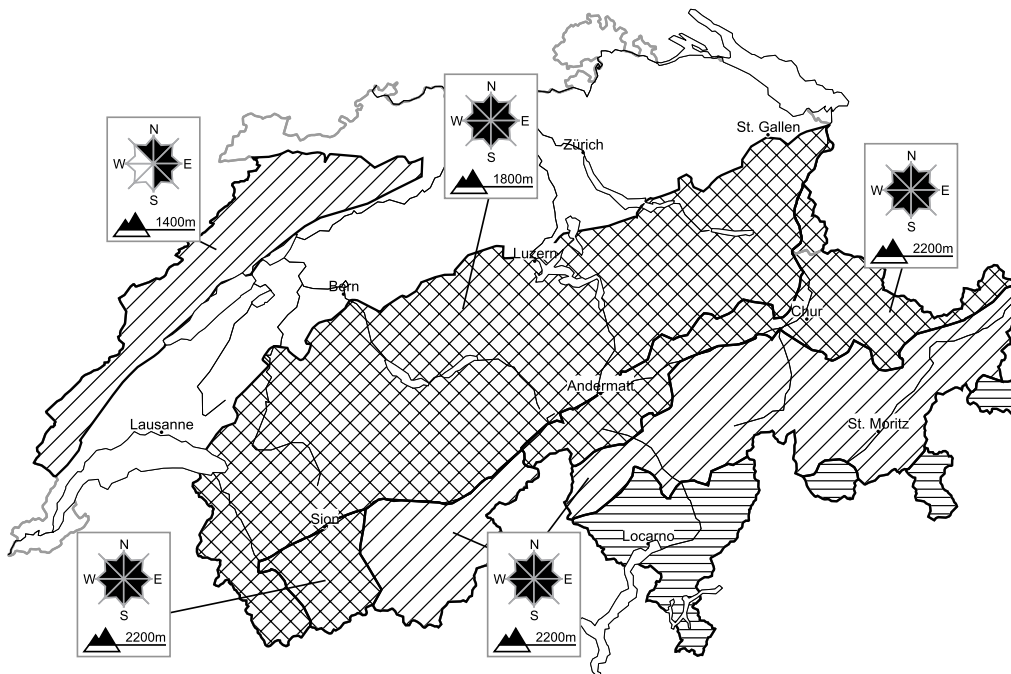 N
W E
S
1800m
St. Gallen
Zürich
N
W E
S
1400m
N
W E
S
2200m
Luzern
Bern
Chur
Andermatt
Lausanne
St. Moritz
Sion
Locarno
N
W E
S
2200m
N
W E
S
2200m